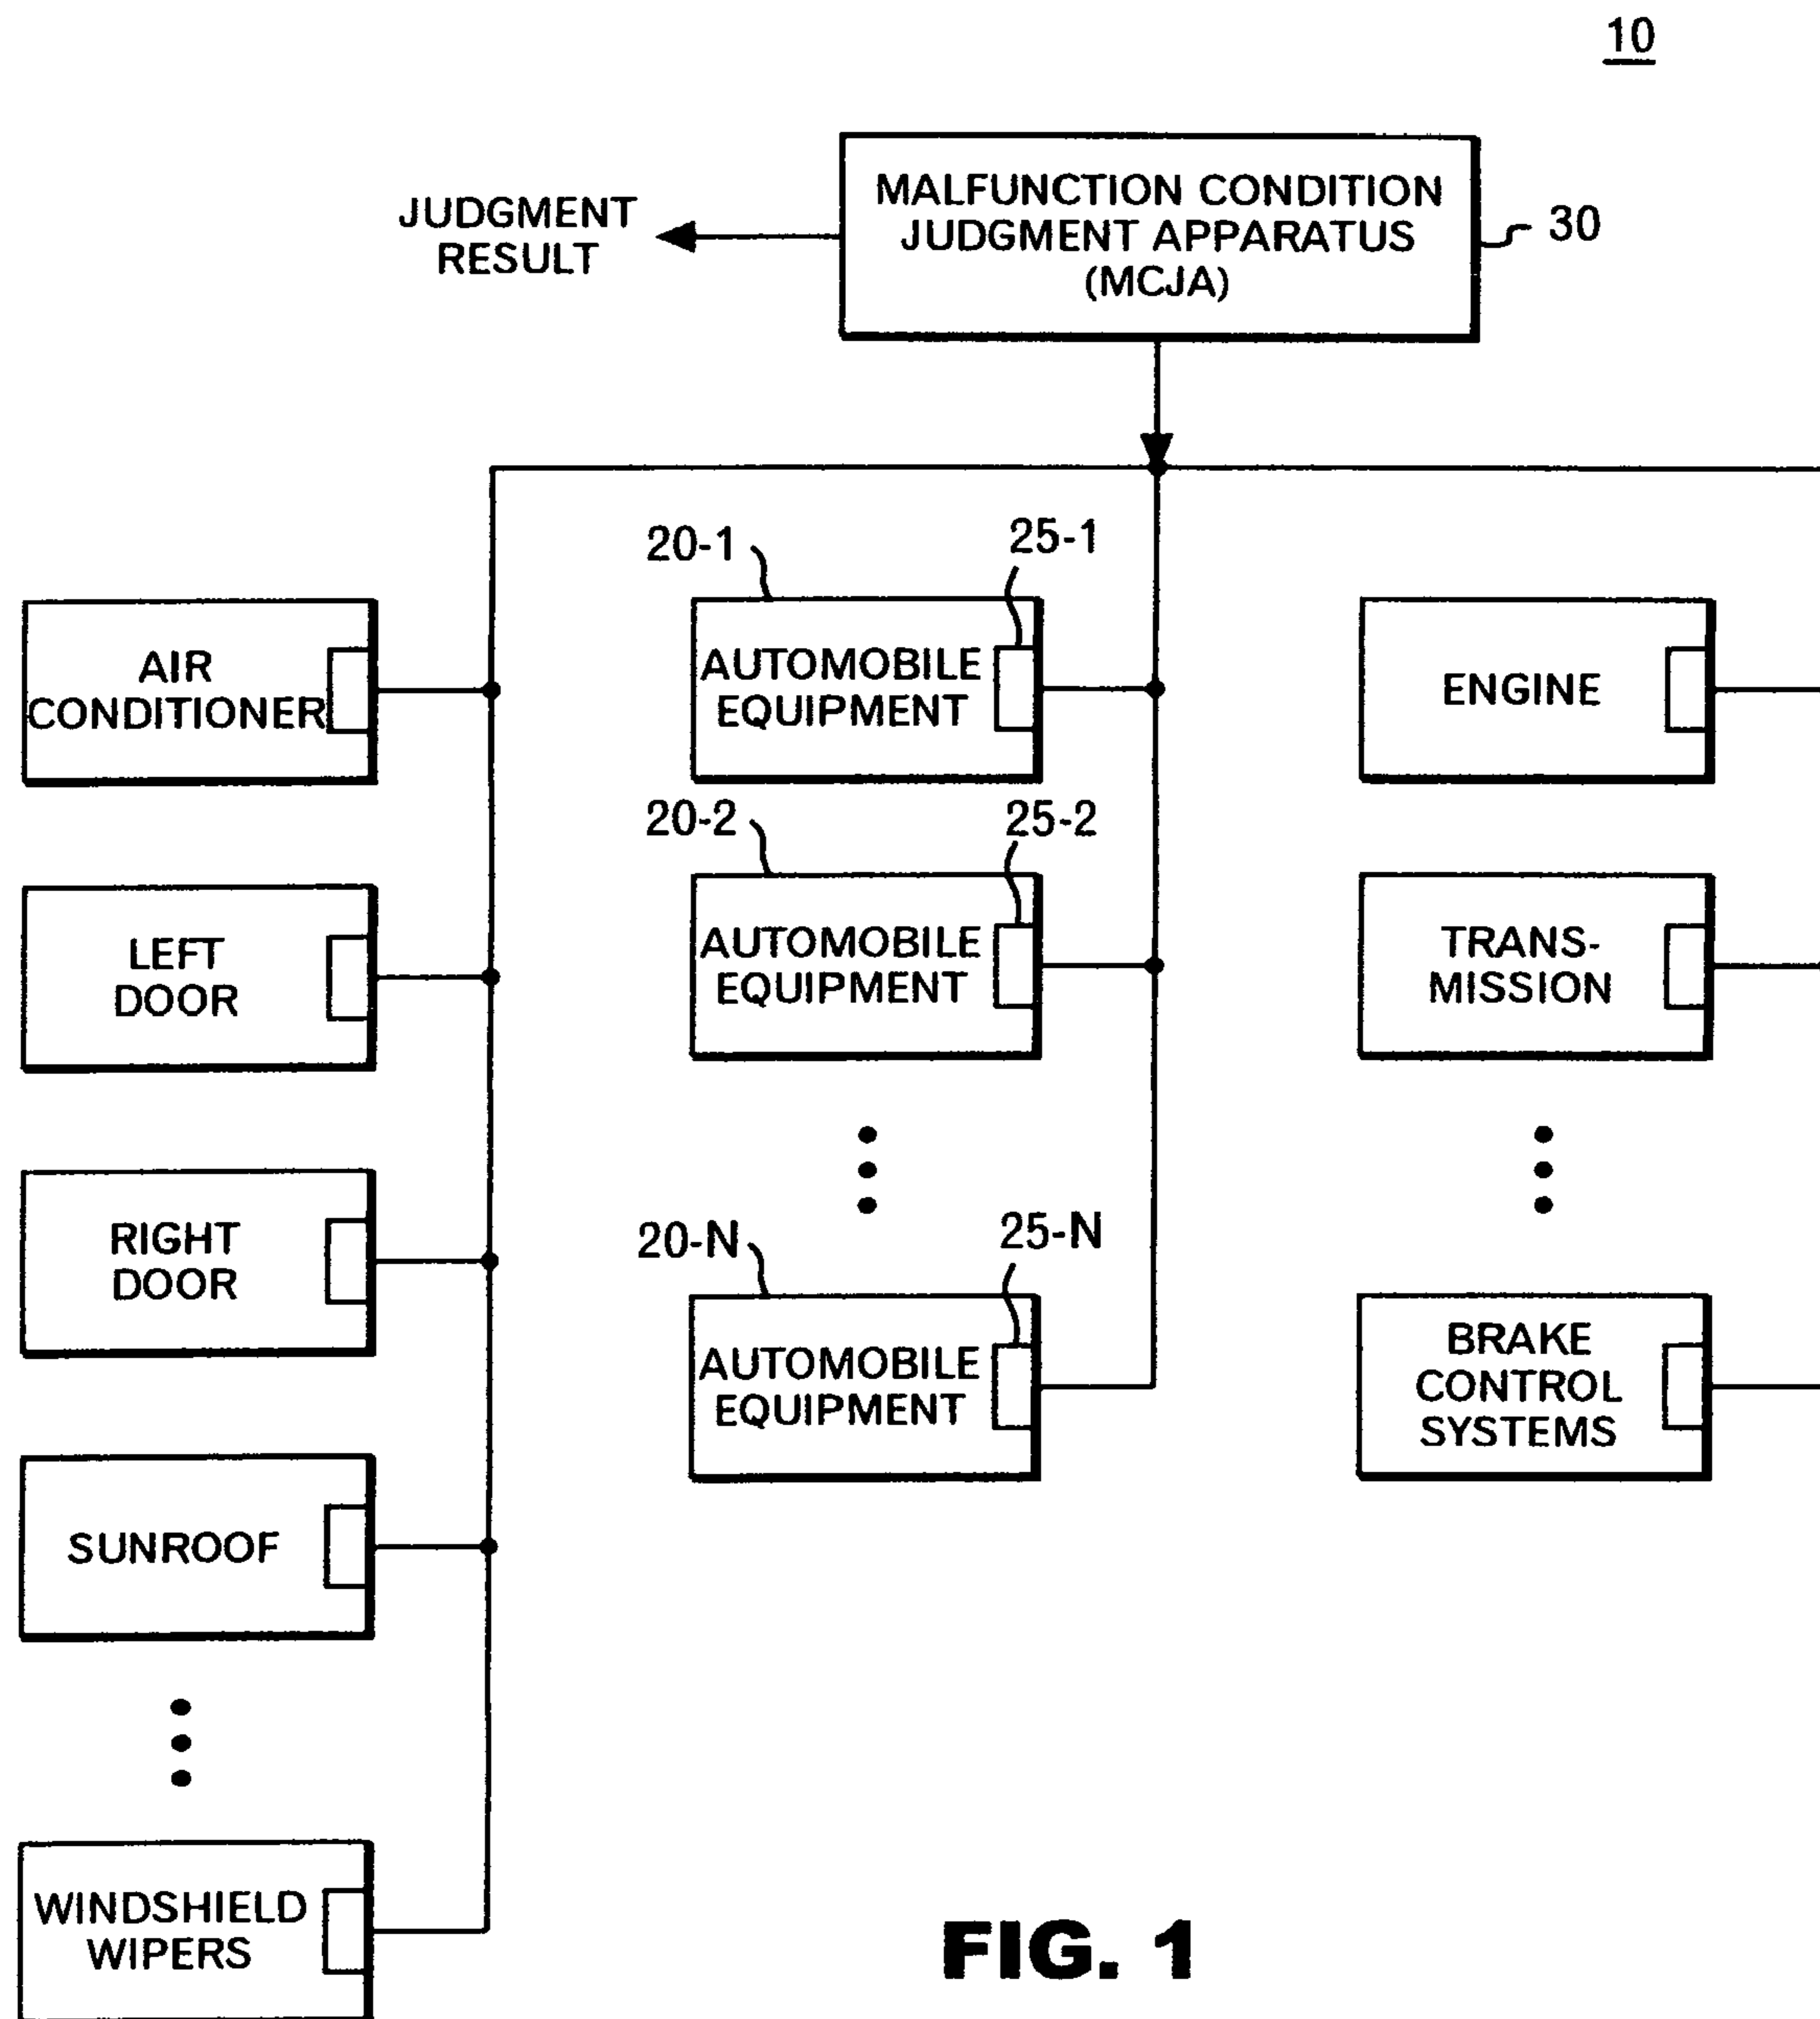 10
MALFUNCTION CONDITION
JUDGMENT APPARATUS
(MCJA)
30
JUDGMENT
RESULT
20-1
25-1
AIR
CONDITIONER
AUTOMOBILE
EQUIPMENT
ENGINE
20-2
25-2
LEFT
DOOR
AUTOMOBILE
EQUIPMENT
TRANS-
MISSION
RIGHT
DOOR
20-N
25-N
AUTOMOBILE
EQUIPMENT
BRAKE
CONTROL
SYSTEMS
SUNROOF
WINDSHIELD
WIPERS
FIG. 1